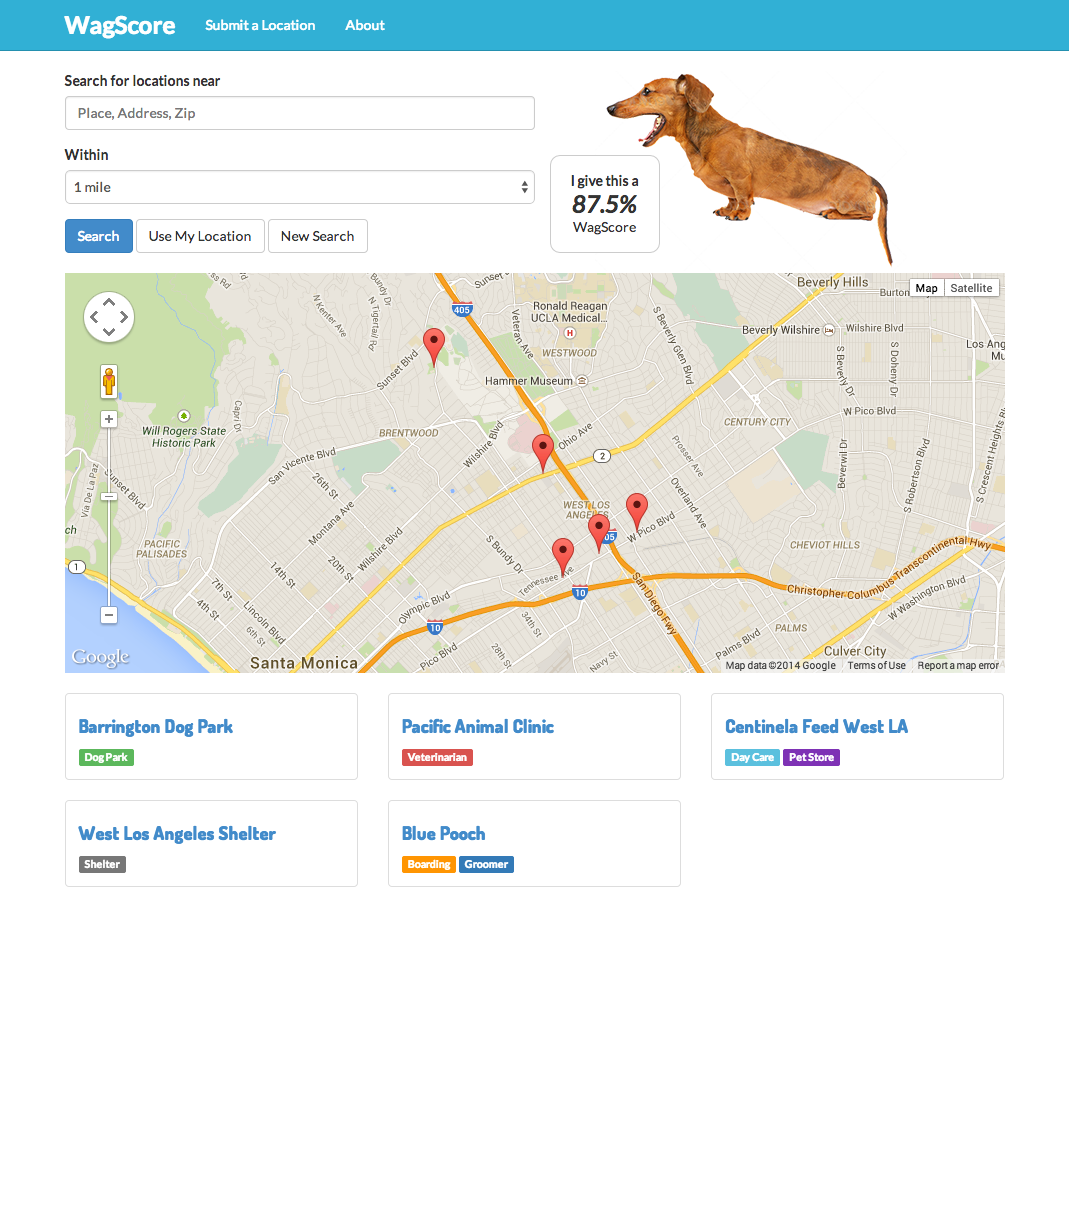 WagScore
Submit a Location
About
Search for locations near
Place, Address, Zip
Within
1 mile
Search
Use My Location
New Search
I give this a
87.5%
WagScore
Map
Satellite
Beverly Hills
Ronald Reagan
UCLA Medical...
H
405
Sunset Blvd
N Kenter Ave
N Tigertail Rd
Bundy Dr
Veteran Ave
WESTWOOD
S Beverly Glen Blvd
Beverly Wilshire
Wilshire Blvd
S Beverly Dr
S Doheny Dr
Los Ang
Mu
Sunset Blvd
Hammer Museum
Will Rogers State
Historic Park
Capri Dr
BRENTWOOD
Wilshire Blvd
Ohio Ave
2
CENTURY CITY
W Pico Blvd
San Vicente Blvd
Prosser Ave
Beverwil Dr
S Robertson Blvd
S Crescent Heights B
Via De La Paz
Sunset Blvd
26th St
Montana Ave
Overland Ave
WEST LOS
ANGELES
W Pico Blvd
ch
PACIFIC
PALISADES
Wilshire Blvd
20th St
14th St
S Bundy Dr
Tennessee Ave
CHEVIOT HILLS
Christopher Columbus Transcontinental Hwy
1
4th St
6th St
Lincoln Blvd
Olympic Blvd
10
10
San Diego Fwy
W Washington Blvd
34th St
28th St
Pico Blvd
Navy St
Palms Blvd
PALMS
Culver City
Santa Monica
Google
Map data ©2014 Google
Terms of Use
Report a map error
Barrington Dog Park
Dog Park
Pacific Animal Clinic
Veterinarian
Centinela Feed West LA
Day Care
Pet Store
West Los Angeles Shelter
Shelter
Blue Pooch
Boarding
Groomer